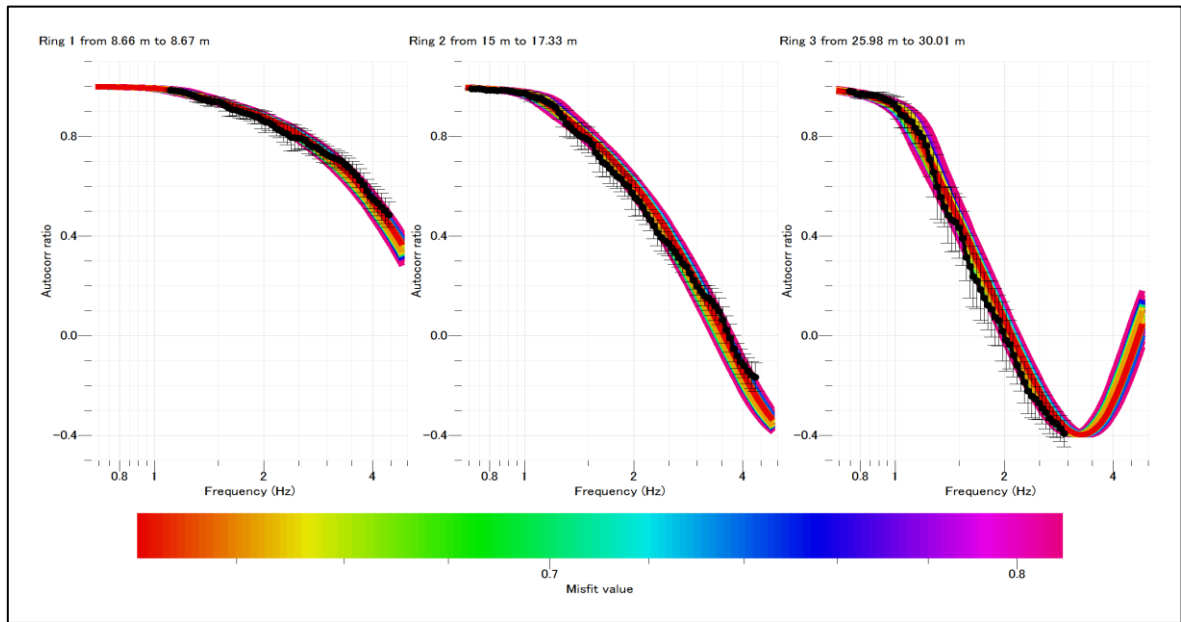 Ring 1 from 8.66 m to 8.67 m
Ring 2 from 15 m to 17.33 m
Ring 3 from 25.98 m to 30.01 m
Autocorr ratio
0.8
0.4
0.0
−0.4
0.8 1 2 4
Frequency (Hz)
Autocorr ratio
0.8
0.4
0.0
−0.4
0.8 1 2 4
Frequency (Hz)
Autocorr ratio
0.8
0.4
0.0
−0.4
0.8 1 2 4
Frequency (Hz)
0.7 0.8
Misfit value